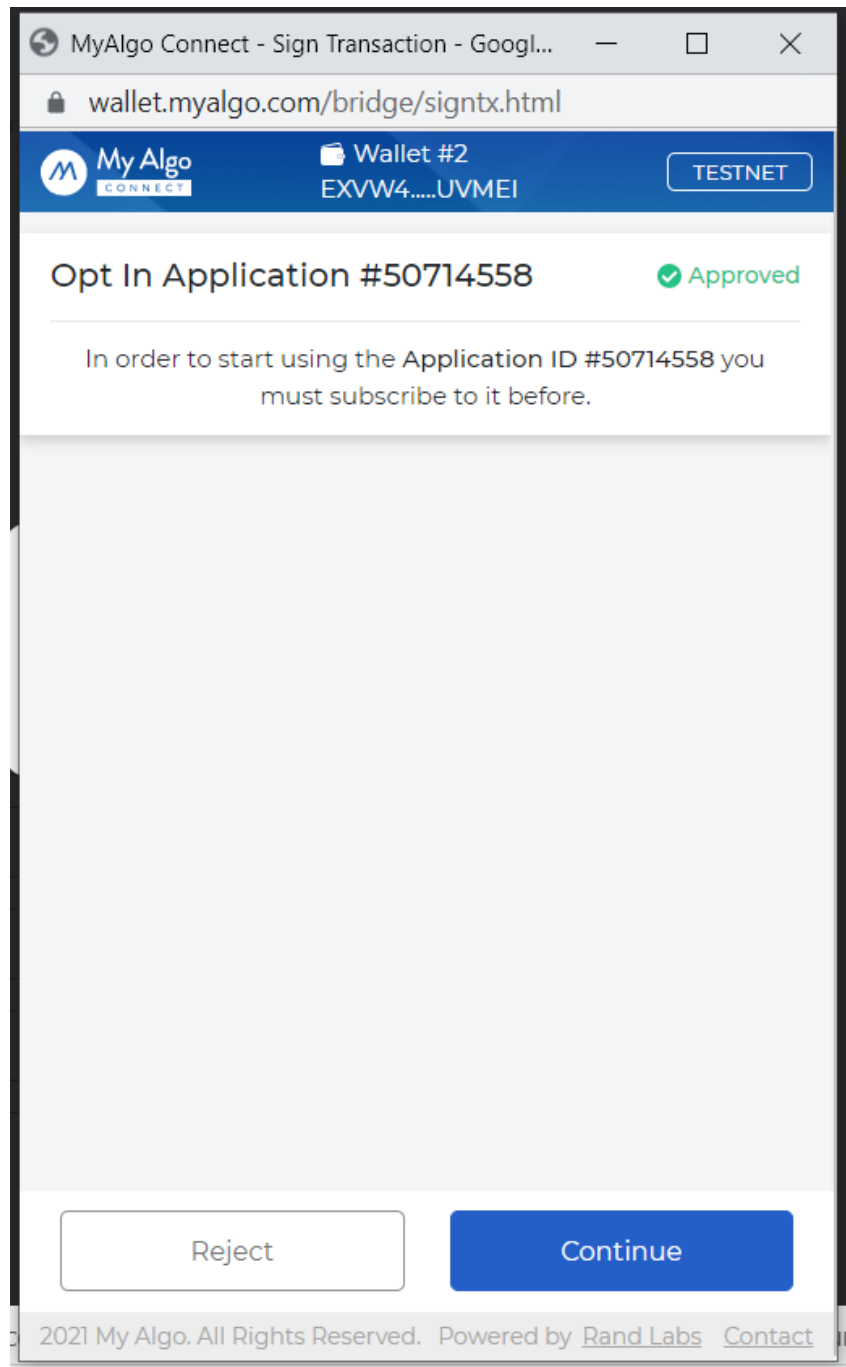 MyAlgo Connect - Sign Transaction - Googl...
wallet.myalgo.com/bridge/signtx.html
My Algo
CONNECT
Wallet #2
EXVW4.....UVMEI
TESTNET
Opt In Application #50714558
Approved
In order to start using the Application ID #50714558 you
must subscribe to it before.
Reject
Continue
2021 My Algo. All Rights Reserved. Powered by Rand Labs Contact